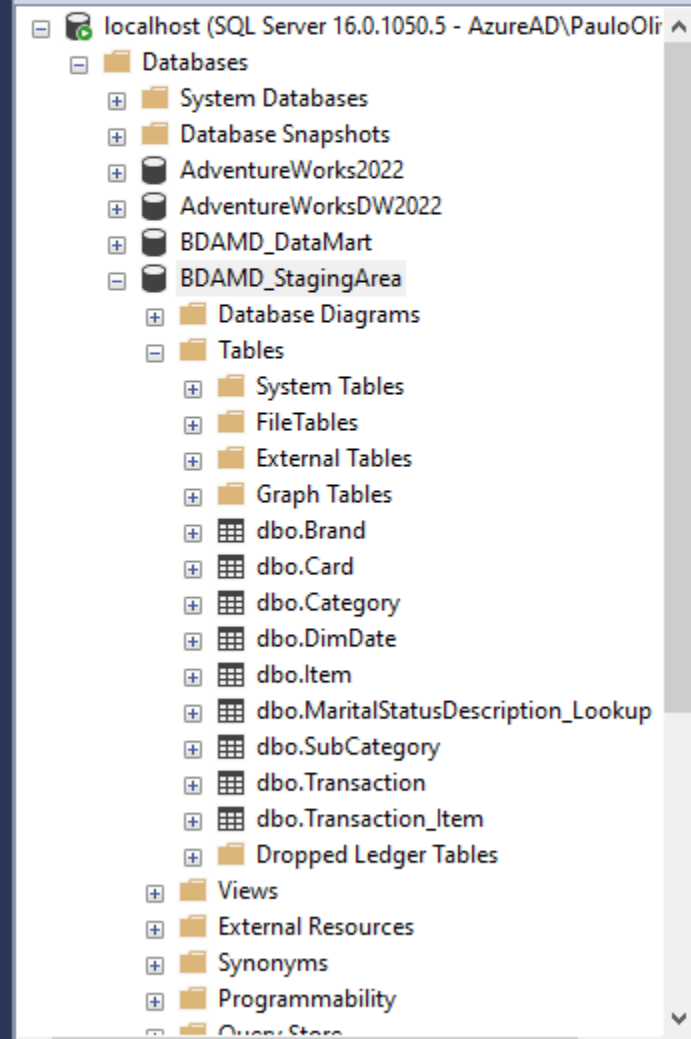 localhost (SQL Server 16.0.1050.5 - AzureAD\PauloOli
Databases
System Databases
Database Snapshots
AdventureWorks2022
AdventureWorksDW2022
BDAMD_DataMart
BDAMD_StagingArea
Database Diagrams
Tables
System Tables
FileTables
External Tables
Graph Tables
dbo.Brand
dbo.Card
dbo.Category
dbo.DimDate
dbo.Item
dbo.MaritalStatusDescription_Lookup
dbo.SubCategory
dbo.Transaction
dbo.Transaction_Item
Dropped Ledger Tables
Views
External Resources
Synonyms
Programmability
Query Store